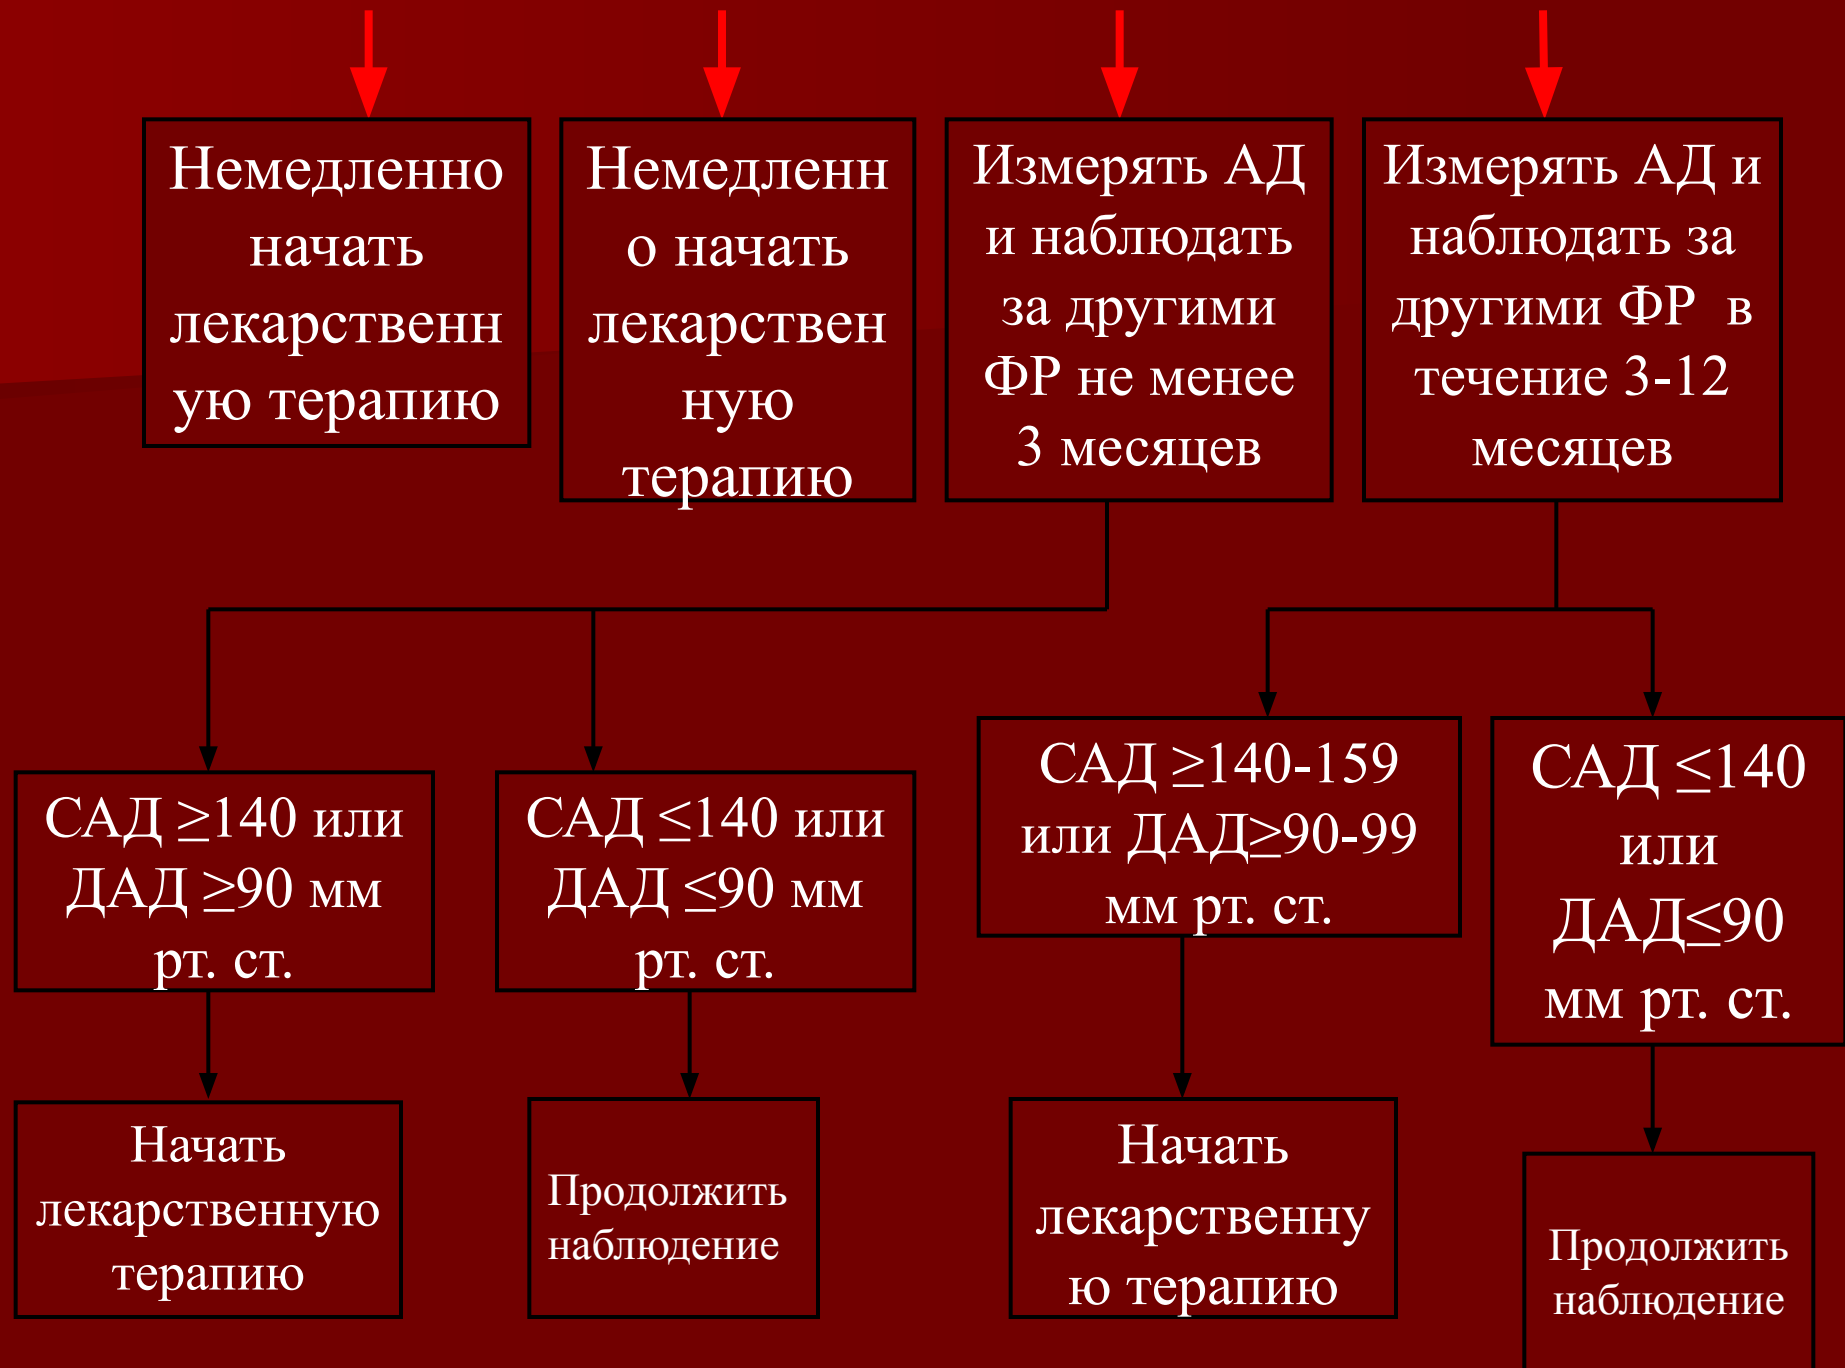 Немедленно
начать
лекарственн
ую терапию
Немедленн
о начать
лекарствен
ную
терапию
Измерять АД
и наблюдать
за другими
ФР не менее
3 месяцев
Измерять АД и
наблюдать за
другими ФР в
течение 3-12
месяцев
САД ≥140 или
ДАД ≥90 мм
рт. ст.
САД ≤140 или
ДАД ≤90 мм
рт. ст.
САД ≥140-159
или ДАД≥90-99
мм рт. ст.
САД ≤140
или
ДАД≤90
мм рт. ст.
Начать
лекарственную
терапию
Продолжить
наблюдение
Начать
лекарственну
ю терапию
Продолжить
наблюдение